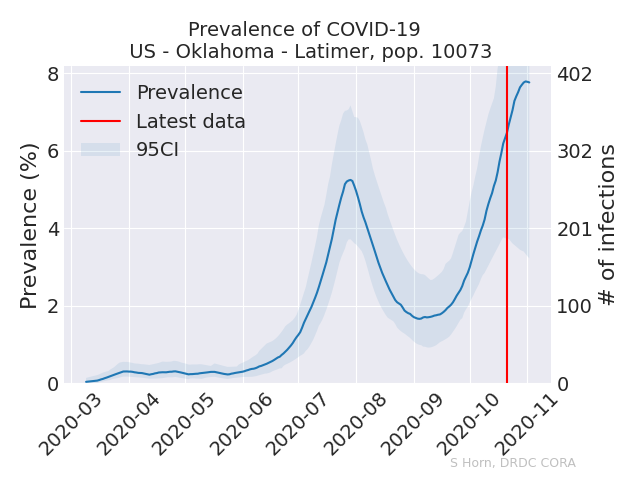 Prevalence of COVID-19
US - Oklahoma - Latimer, pop. 10073
Prevalence (%)
8
6
4
2
0
Prevalence
Latest data
95CI
402
302
201
100
0
# of infections
2020-03
2020-04
2020-05
2020-06
2020-07
2020-08
2020-09
2020-10
2020-11
S Horn, DRDC CORA